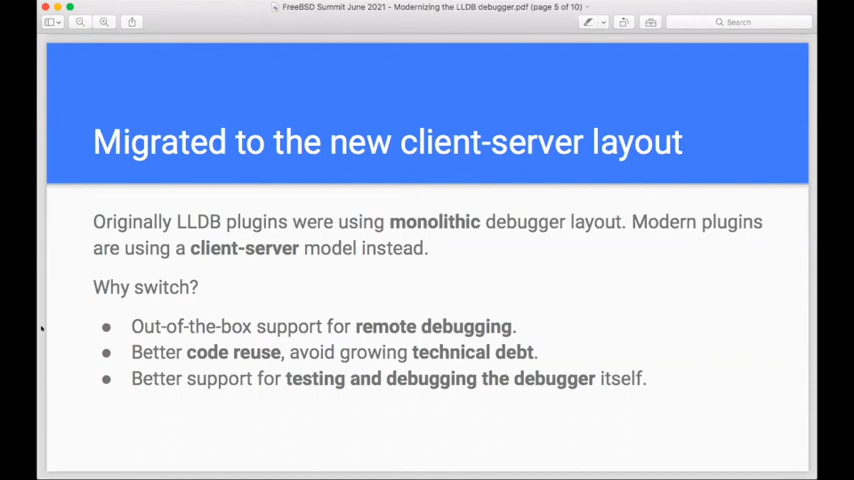 FreeBSD Summit June 2021 - Modernizing the LLDB debugger.pdf (page 5 of 10)
Search
Migrated to the new client-server layout
Originally LLDB plugins were using monolithic debugger layout. Modern plugins
are using a client-server model instead.
Why switch?
● Out-of-the-box support for remote debugging.
● Better code reuse, avoid growing technical debt.
● Better support for testing and debugging the debugger itself.